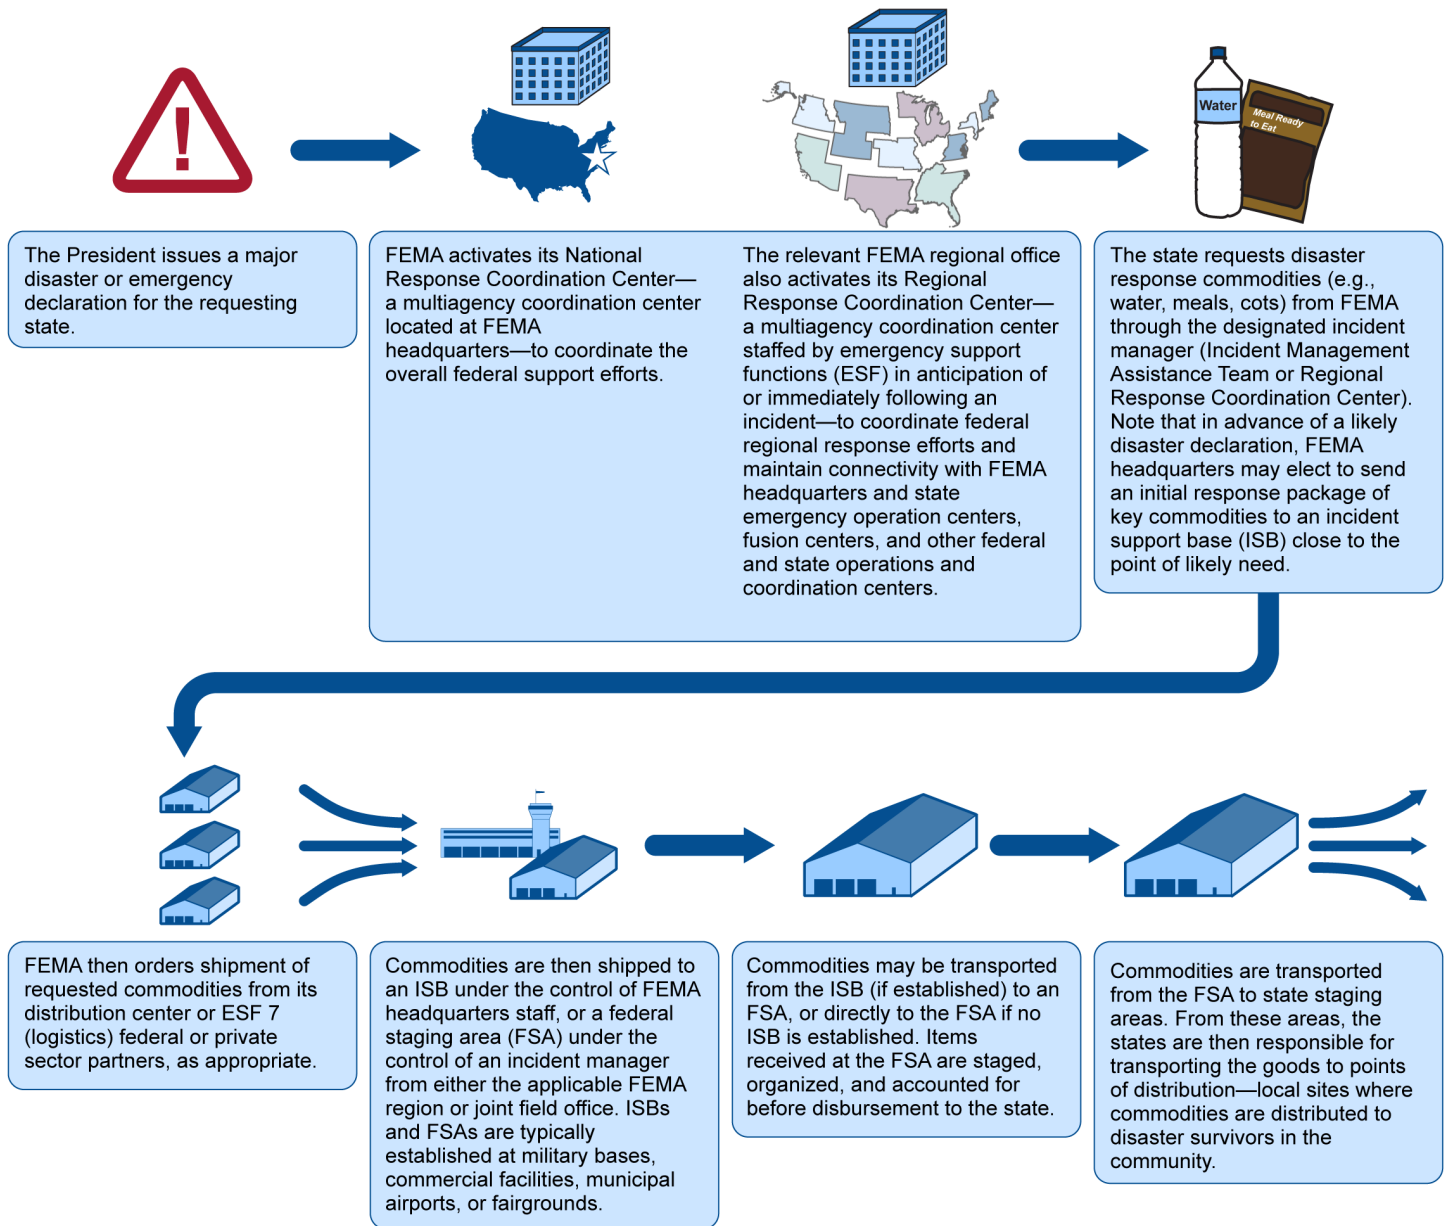 Water
Meal Ready
to Eat
The President issues a major
disaster or emergency
declaration for the requesting
state.
FEMA activates its National
Response Coordination Center—
a multiagency coordination center
located at FEMA
headquarters—to coordinate the
overall federal support efforts.
The relevant FEMA regional office
also activates its Regional
Response Coordination Center—
a multiagency coordination center
staffed by emergency support
functions (ESF) in anticipation of
or immediately following an
incident—to coordinate federal
regional response efforts and
maintain connectivity with FEMA
headquarters and state
emergency operation centers,
fusion centers, and other federal
and state operations and
coordination centers.
The state requests disaster
response commodities (e.g.,
water, meals, cots) from FEMA
through the designated incident
manager (Incident Management
Assistance Team or Regional
Response Coordination Center).
Note that in advance of a likely
disaster declaration, FEMA
headquarters may elect to send
an initial response package of
key commodities to an incident
support base (ISB) close to the
point of likely need.
FEMA then orders shipment of
requested commodities from its
distribution center or ESF 7
(logistics) federal or private
sector partners, as appropriate.
Commodities are then shipped to
an ISB under the control of FEMA
headquarters staff, or a federal
staging area (FSA) under the
control of an incident manager
from either the applicable FEMA
region or joint field office. ISBs
and FSAs are typically
established at military bases,
commercial facilities, municipal
airports, or fairgrounds.
Commodities may be transported
from the ISB (if established) to an
FSA, or directly to the FSA if no
ISB is established. Items
received at the FSA are staged,
organized, and accounted for
before disbursement to the state.
Commodities are transported
from the FSA to state staging
areas. From these areas, the
states are then responsible for
transporting the goods to points
of distribution—local sites where
commodities are distributed to
disaster survivors in the
community.